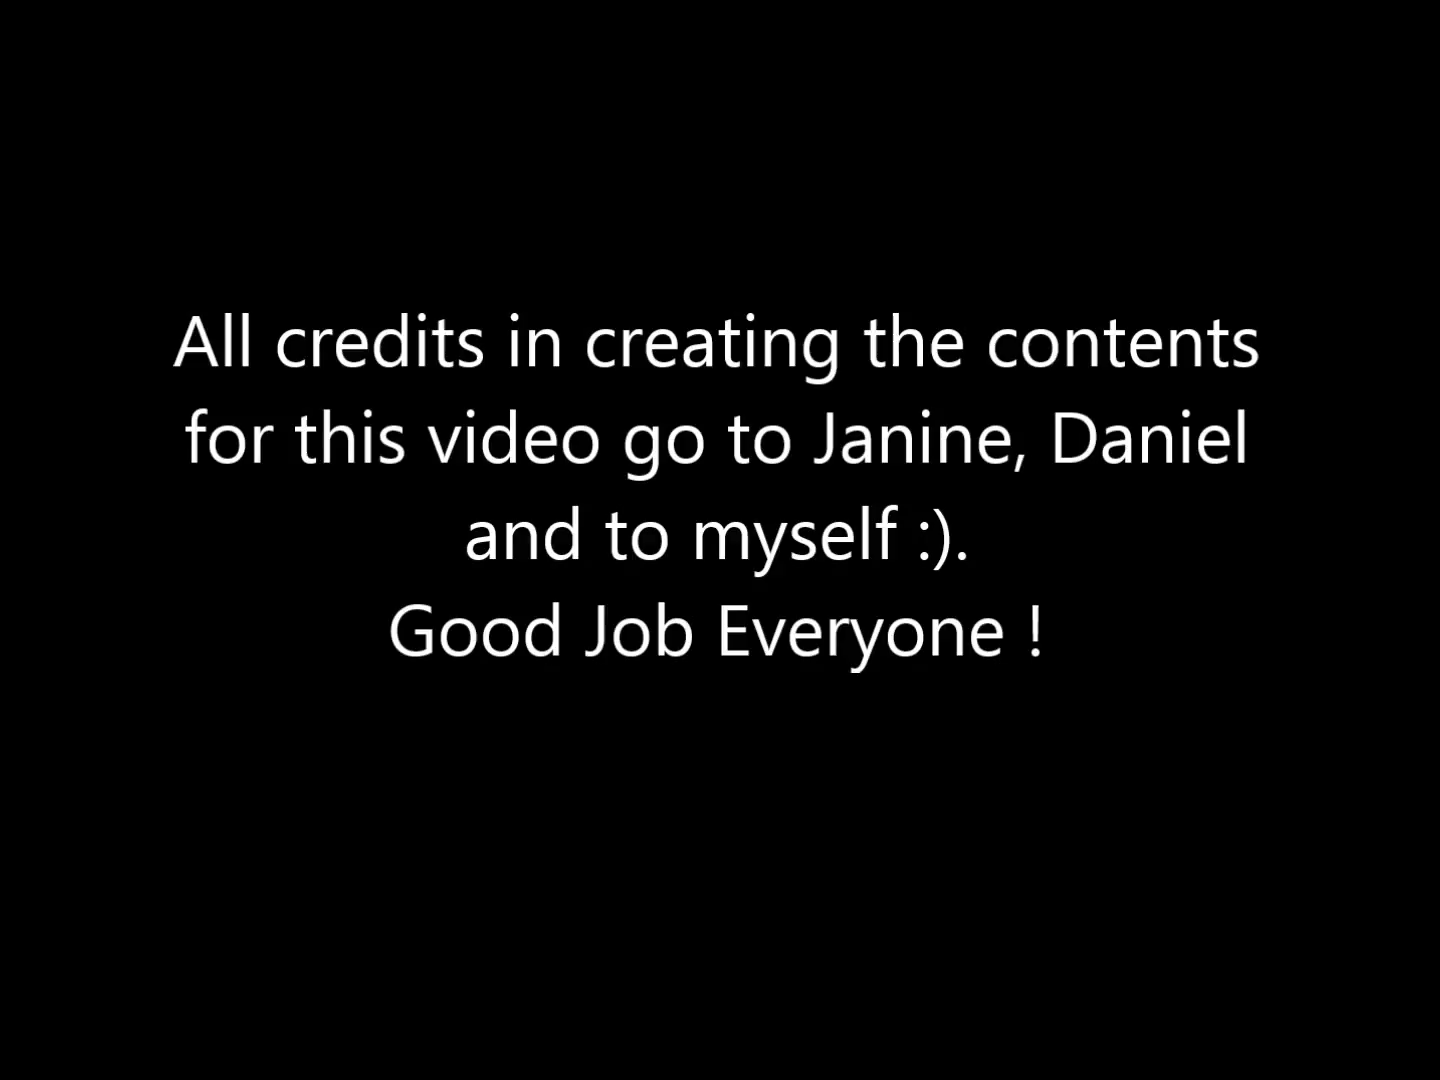 All credits in creating the contents
for this video go to Janine, Daniel
and to myself :).
Good Job Everyone !